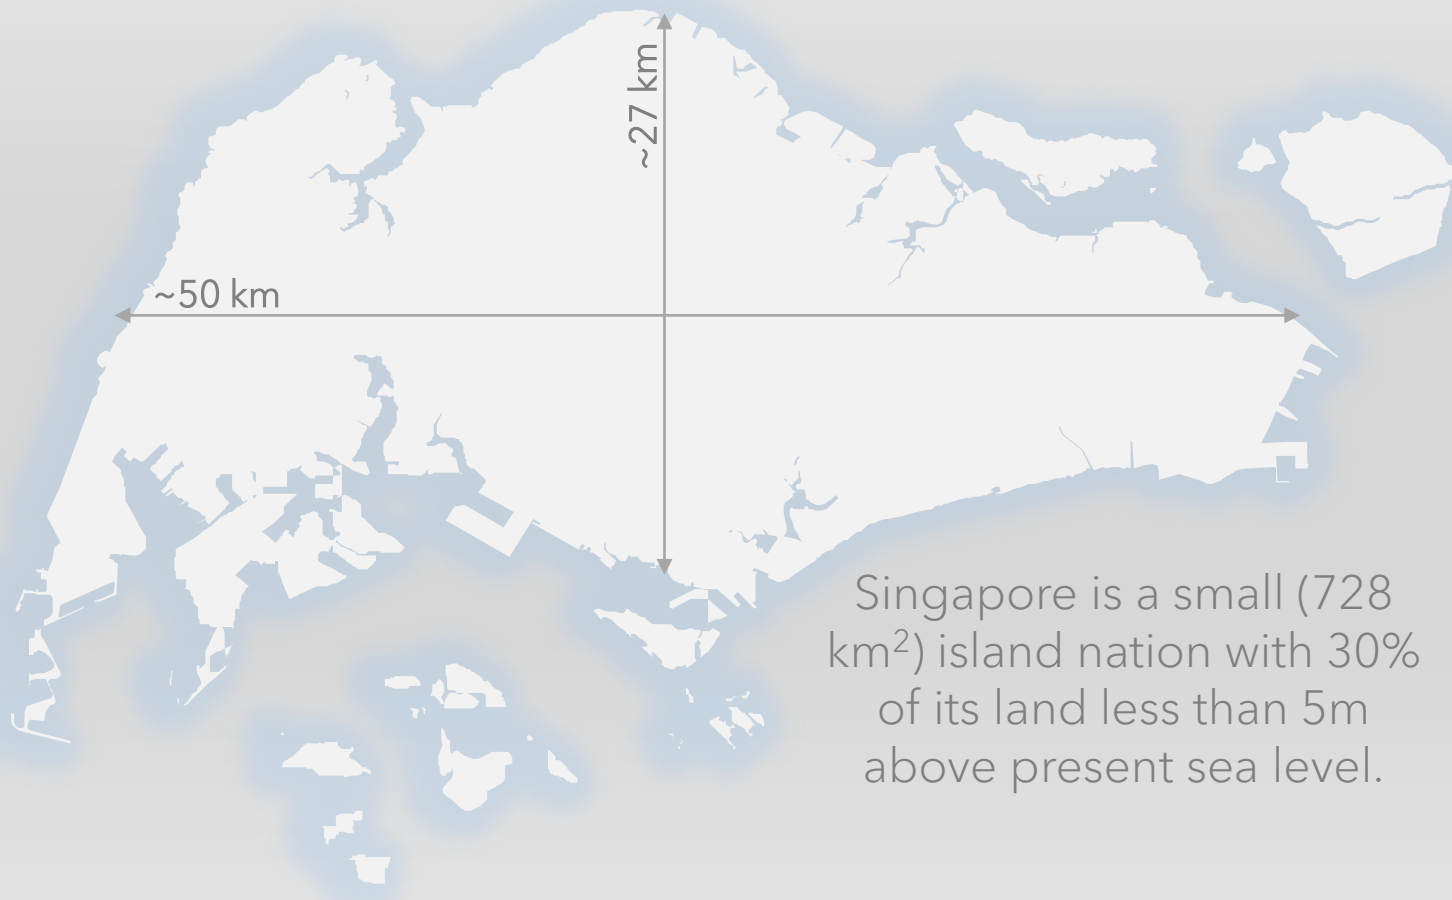 ~27 km
~50 km
Singapore is a small (728
km²) island nation with 30%
of its land less than 5m
above present sea level.